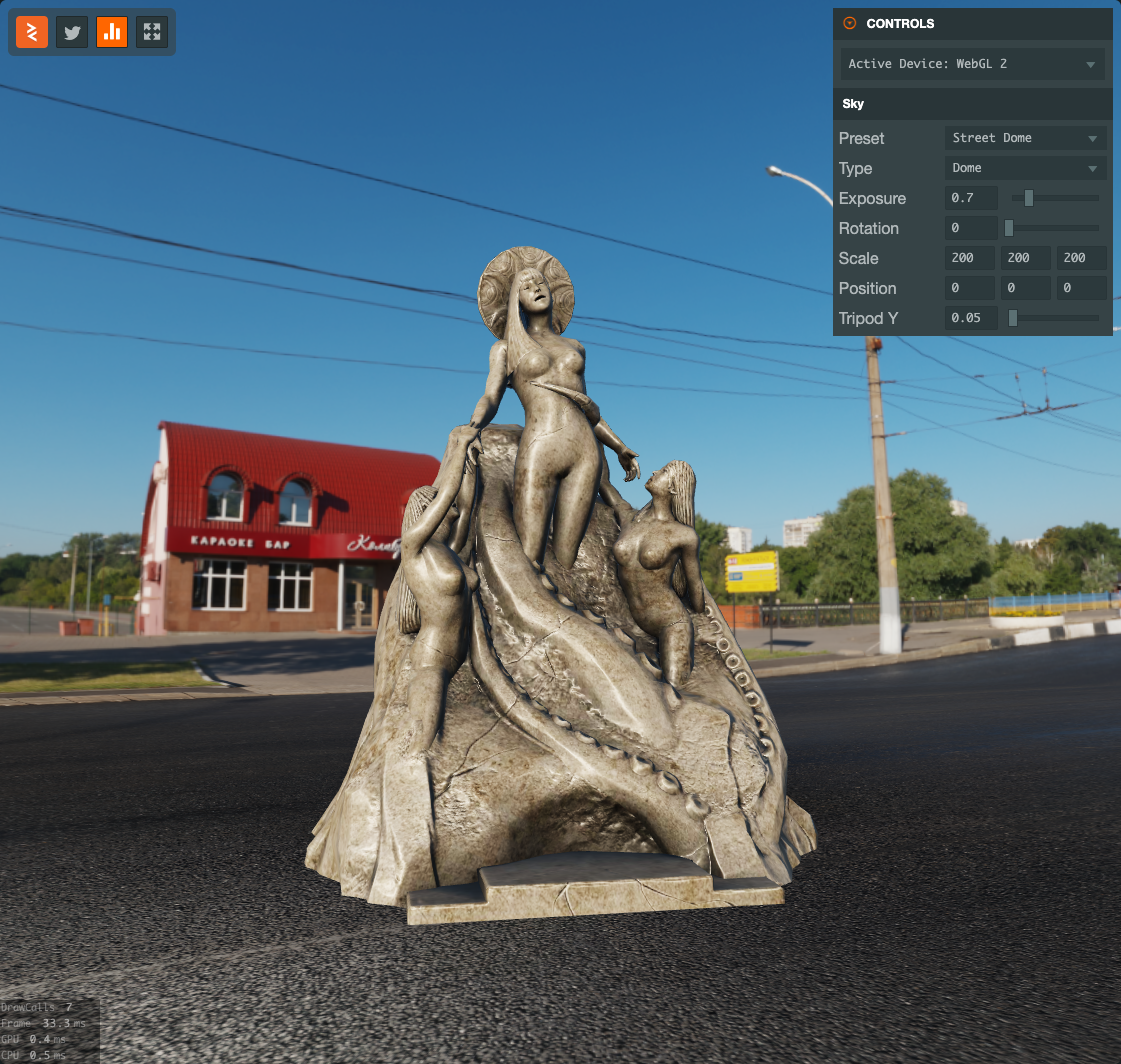 CONTROLS
Active Device: WebGL 2
Sky
Preset Street Dome
Type Dome
Exposure 0.7
Rotation 0
Scale 200 200 200
Position 0 0 0
Tripod Y 0.05
КАРАОКЕ БАР
DrawCalls 7
Frame 33.3 ms
GPU 0.4 ms
CPU 0.5 ms